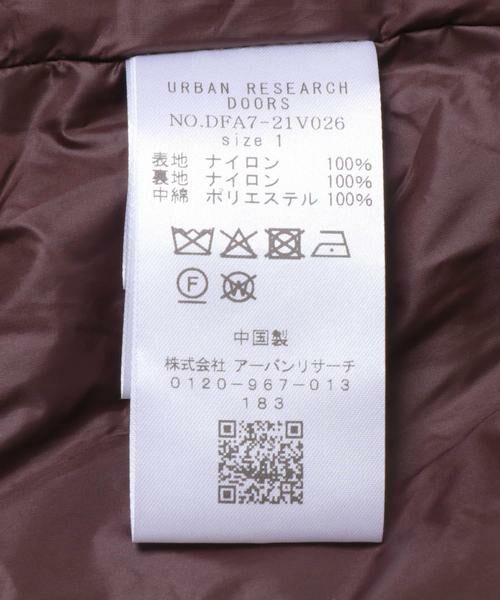 URBAN RESEARCH
DOORS
NO.DFA7-21V026
size 1
表地 ナイロン 100%
裏地 ナイロン 100%
中綿 ポリエステル 100%
F W
中国製
株式会社 アーバンリサーチ
0120-967-013
183